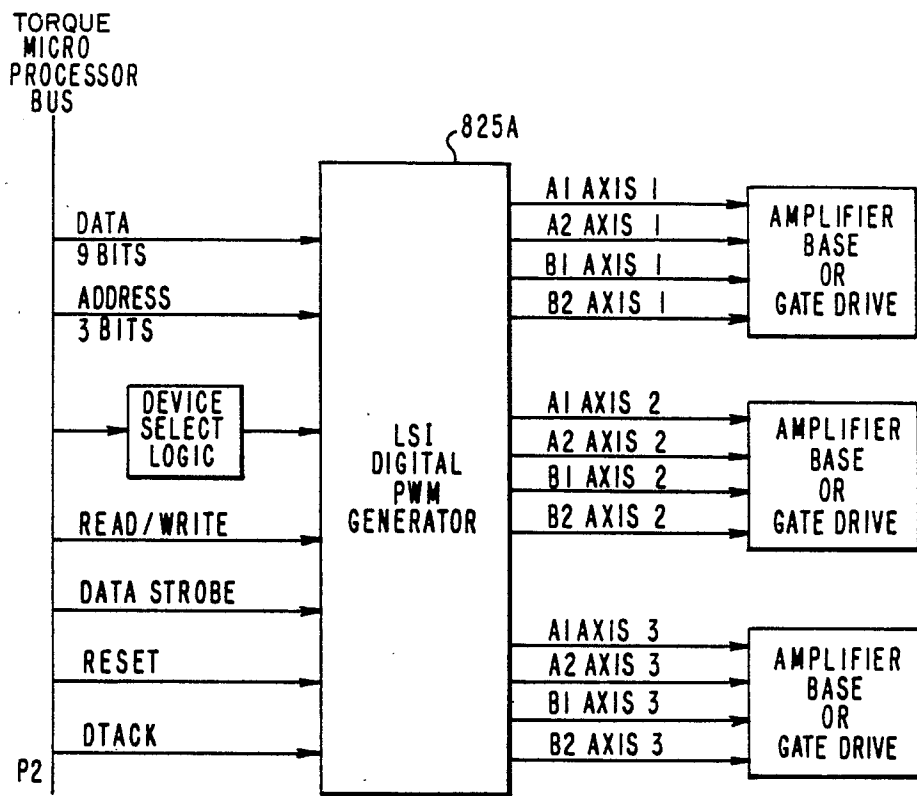 TORQUE
MICRO
PROCESSOR
BUS
825A
DATA
9 BITS
ADDRESS
3 BITS
DEVICE
SELECT
LOGIC
READ/WRITE
DATA STROBE
RESET
DTACK
P2
LSI
DIGITAL
PWM
GENERATOR
A1 AXIS 1
A2 AXIS 1
B1 AXIS 1
B2 AXIS 1
AMPLIFIER
BASE
OR
GATE DRIVE
A1 AXIS 2
A2 AXIS 2
B1 AXIS 2
B2 AXIS 2
AMPLIFIER
BASE
OR
GATE DRIVE
A1 AXIS 3
A2 AXIS 3
B1 AXIS 3
B2 AXIS 3
AMPLIFIER
BASE
OR
GATE DRIVE